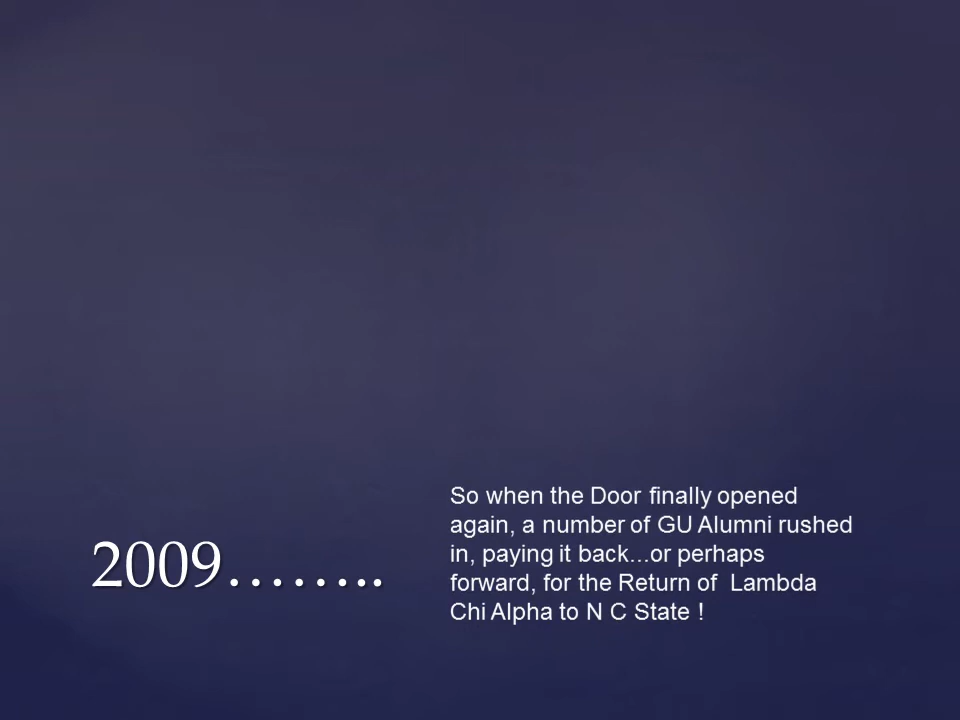 2009……..
So when the Door finally opened
again, a number of GU Alumni rushed
in, paying it back...or perhaps
forward, for the Return of  Lambda
Chi Alpha to N C State !